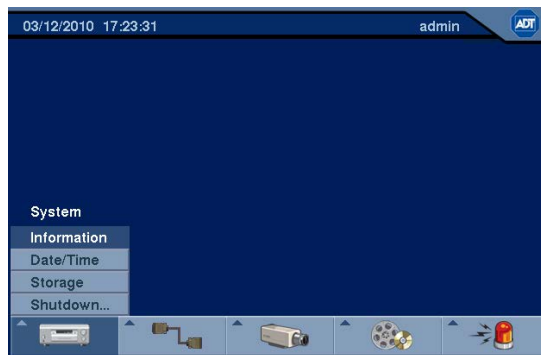 03/12/2010 17:23:31 admin ADT
System
Information
Date/Time
Storage
Shutdown...